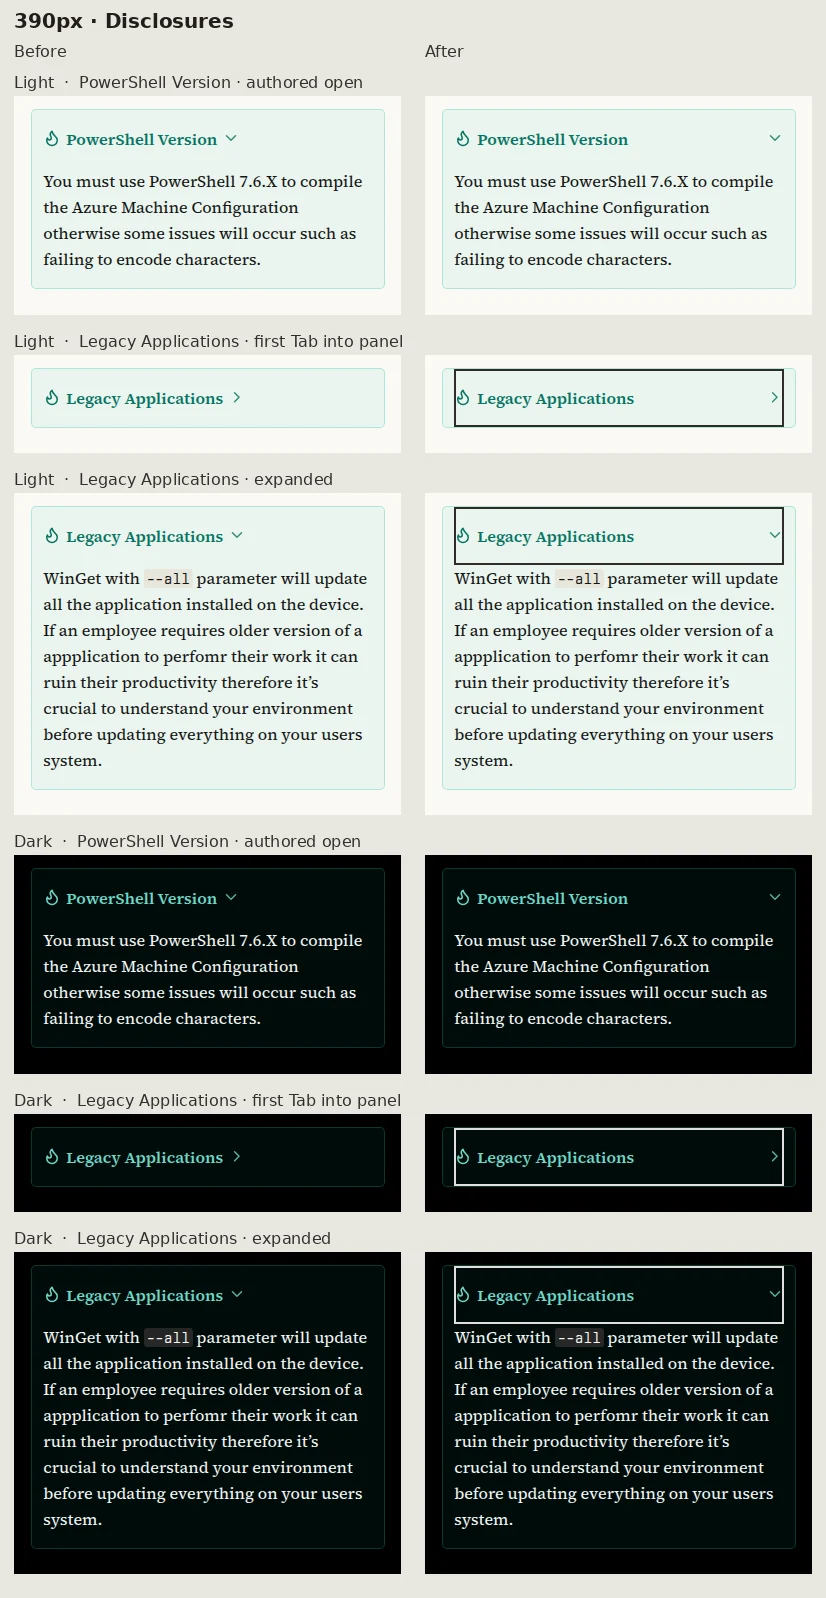 390px · Disclosures
Before
After
Light · PowerShell Version · authored open
PowerShell Version
You must use PowerShell 7.6.X to compile
the Azure Machine Configuration
otherwise some issues will occur such as
failing to encode characters.
PowerShell Version
You must use PowerShell 7.6.X to compile
the Azure Machine Configuration
otherwise some issues will occur such as
failing to encode characters.
Light · Legacy Applications · first Tab into panel
Legacy Applications
Legacy Applications
Light · Legacy Applications · expanded
Legacy Applications
WinGet with --all parameter will update
all the application installed on the device.
If an employee requires older version of a
appplication to perfomr their work it can
ruin their productivity therefore it’s
crucial to understand your environment
before updating everything on your users
system.
Legacy Applications
WinGet with --all parameter will update
all the application installed on the device.
If an employee requires older version of a
appplication to perfomr their work it can
ruin their productivity therefore it’s
crucial to understand your environment
before updating everything on your users
system.
Dark · PowerShell Version · authored open
PowerShell Version
You must use PowerShell 7.6.X to compile
the Azure Machine Configuration
otherwise some issues will occur such as
failing to encode characters.
PowerShell Version
You must use PowerShell 7.6.X to compile
the Azure Machine Configuration
otherwise some issues will occur such as
failing to encode characters.
Dark · Legacy Applications · first Tab into panel
Legacy Applications
Legacy Applications
Dark · Legacy Applications · expanded
Legacy Applications
WinGet with --all parameter will update
all the application installed on the device.
If an employee requires older version of a
appplication to perfomr their work it can
ruin their productivity therefore it’s
crucial to understand your environment
before updating everything on your users
system.
Legacy Applications
WinGet with --all parameter will update
all the application installed on the device.
If an employee requires older version of a
appplication to perfomr their work it can
ruin their productivity therefore it’s
crucial to understand your environment
before updating everything on your users
system.